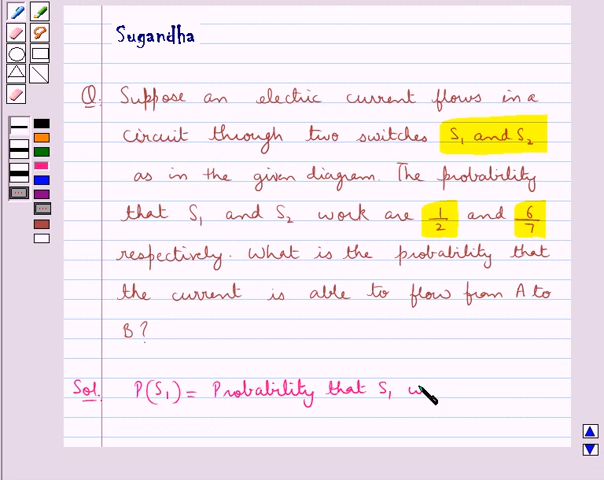 Sugandha
Q. Suppose an electric current flows in a
circuit through two switches S₁ and S₂
as in the given diagram. The probability
that S₁ and S₂ work are 1/2 and 6/7
respectively. What is the probability that
the current is able to flow from A to
B?
Sol. P(S₁) = Probability that S₁ w